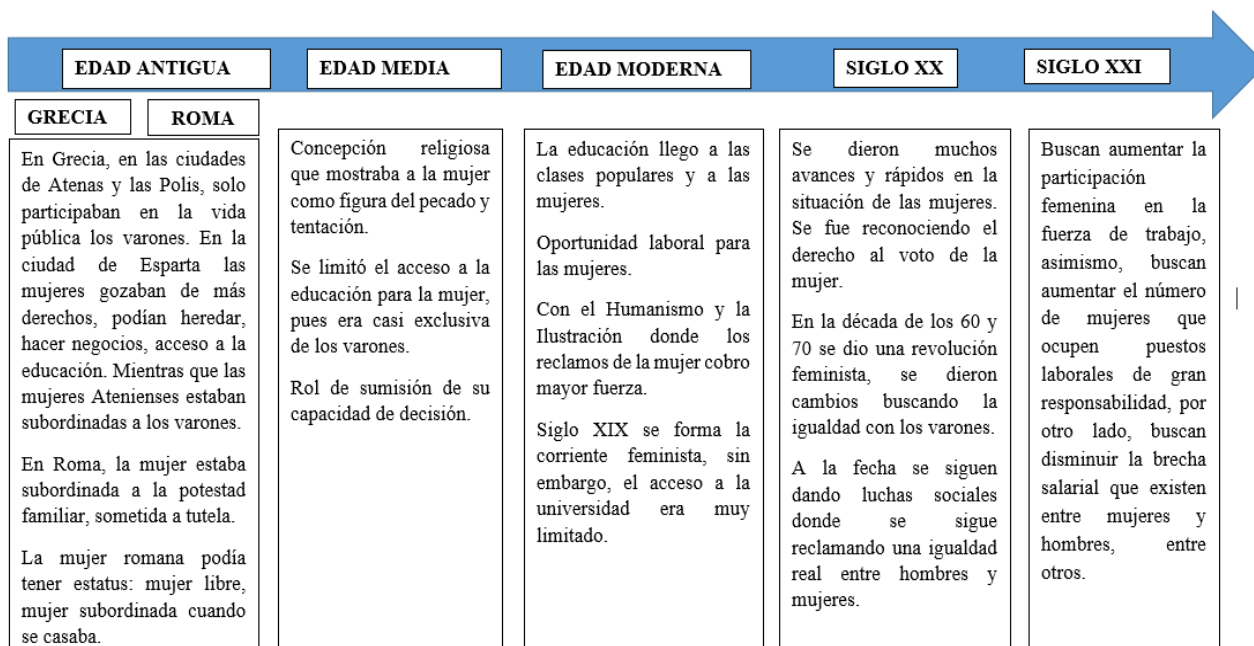 EDAD ANTIGUA
EDAD MEDIA
EDAD MODERNA
SIGLO XX
SIGLO XXI
GRECIA
ROMA
En Grecia, en las ciudades
de Atenas y las Polis, solo
participaban en la vida
pública los varones. En la
ciudad de Esparta las
mujeres gozaban de más
derechos, podían heredar,
hacer negocios, acceso a la
educación. Mientras que las
mujeres Atenienses estaban
subordinadas a los varones.
En Roma, la mujer estaba
subordinada a la potestad
familiar, sometida a tutela.
La mujer romana podía
tener estatus: mujer libre,
mujer subordinada cuando
se casaba.
Concepción religiosa
que mostraba a la mujer
como figura del pecado y
tentación.
Se limitó el acceso a la
educación para la mujer,
pues era casi exclusiva
de los varones.
Rol de sumisión de su
capacidad de decisión.
La educación llego a las
clases populares y a las
mujeres.
Oportunidad laboral para
las mujeres.
Con el Humanismo y la
Ilustración donde los
reclamos de la mujer cobro
mayor fuerza.
Siglo XIX se forma la
corriente feminista, sin
embargo, el acceso a la
universidad era muy
limitado.
Se dieron muchos
avances y rápidos en la
situación de las mujeres.
Se fue reconociendo el
derecho al voto de la
mujer.
En la década de los 60 y
70 se dio una revolución
feminista, se dieron
cambios buscando la
igualdad con los varones.
A la fecha se siguen
dando luchas sociales
donde se sigue
reclamando una igualdad
real entre hombres y
mujeres.
Buscan aumentar la
participación
femenina en la
fuerza de trabajo,
asimismo, buscan
aumentar el número
de mujeres que
ocupen puestos
laborales de gran
responsabilidad, por
otro lado, buscan
disminuir la brecha
salarial que existen
entre mujeres y
hombres, entre
otros.